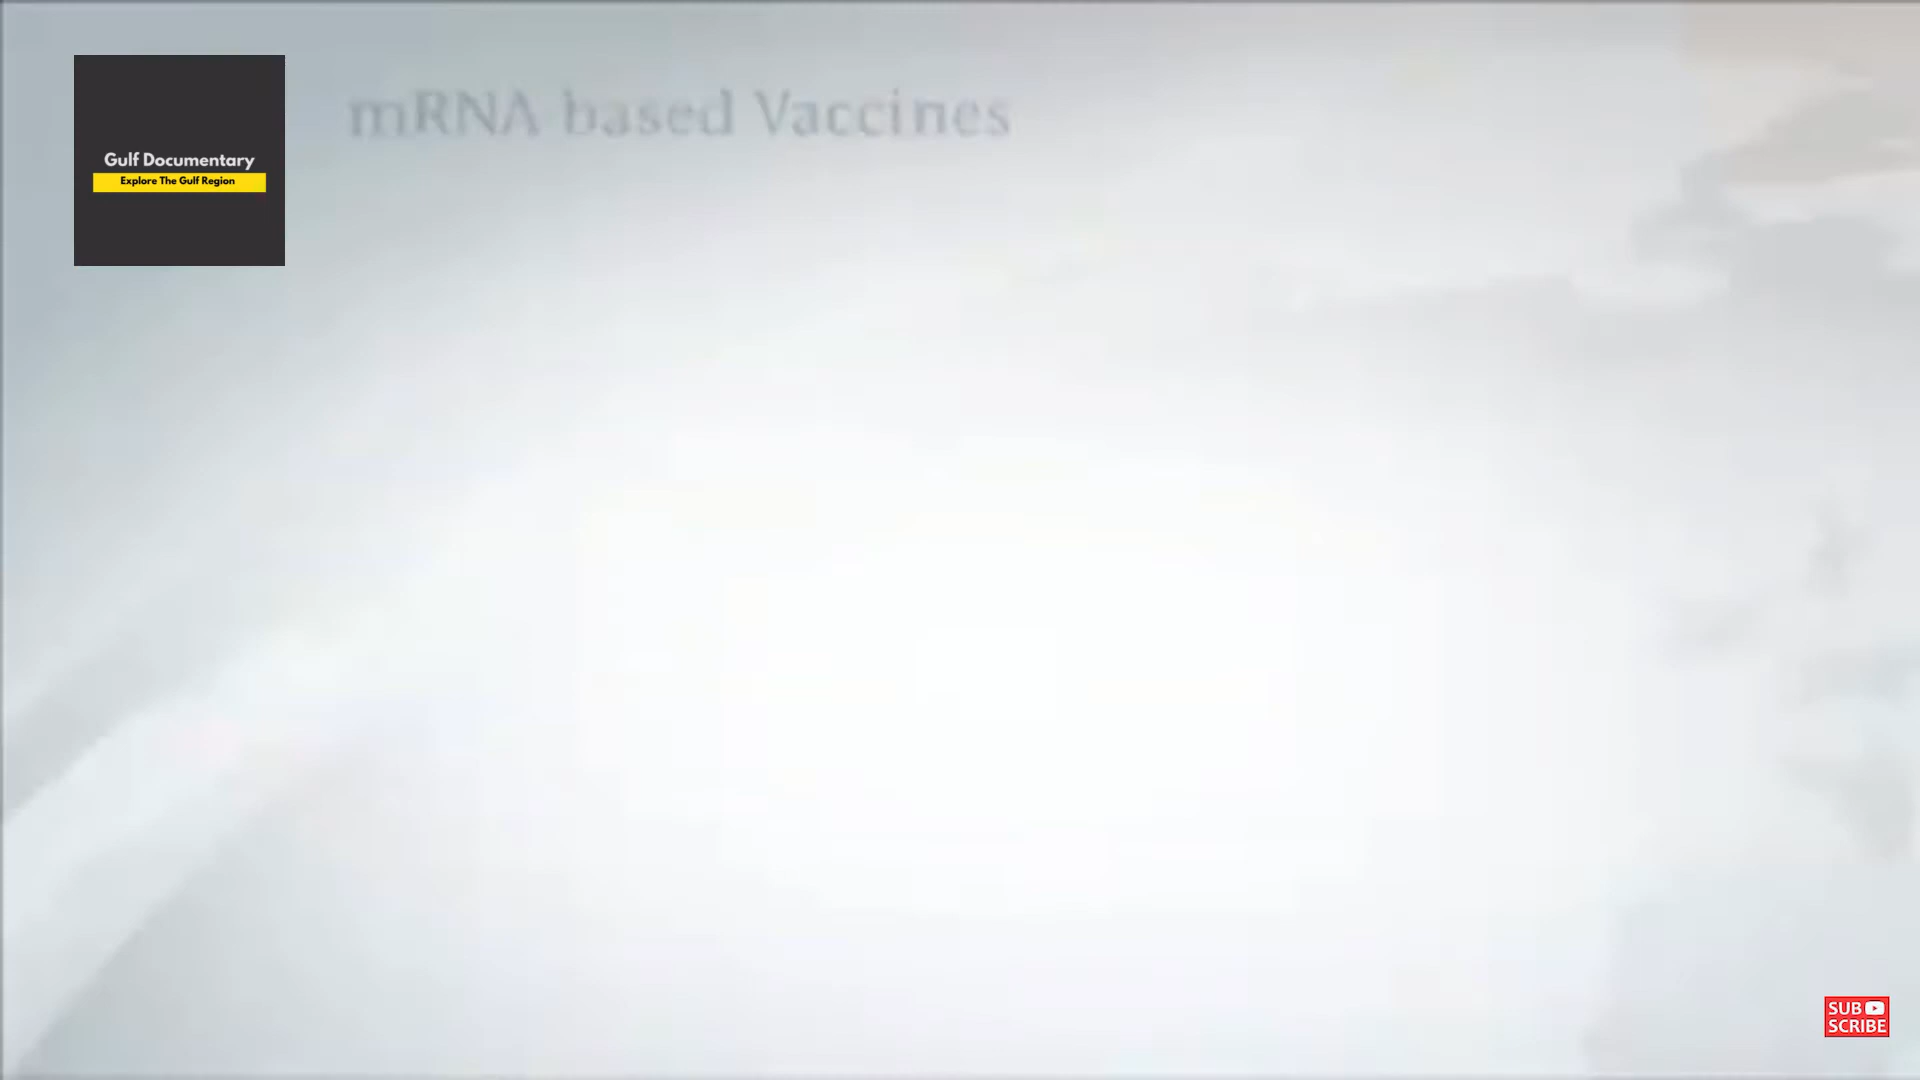 mRNA-based Vaccines
Gulf Documentary
Explore The Gulf Region
SUB
SCRIBE